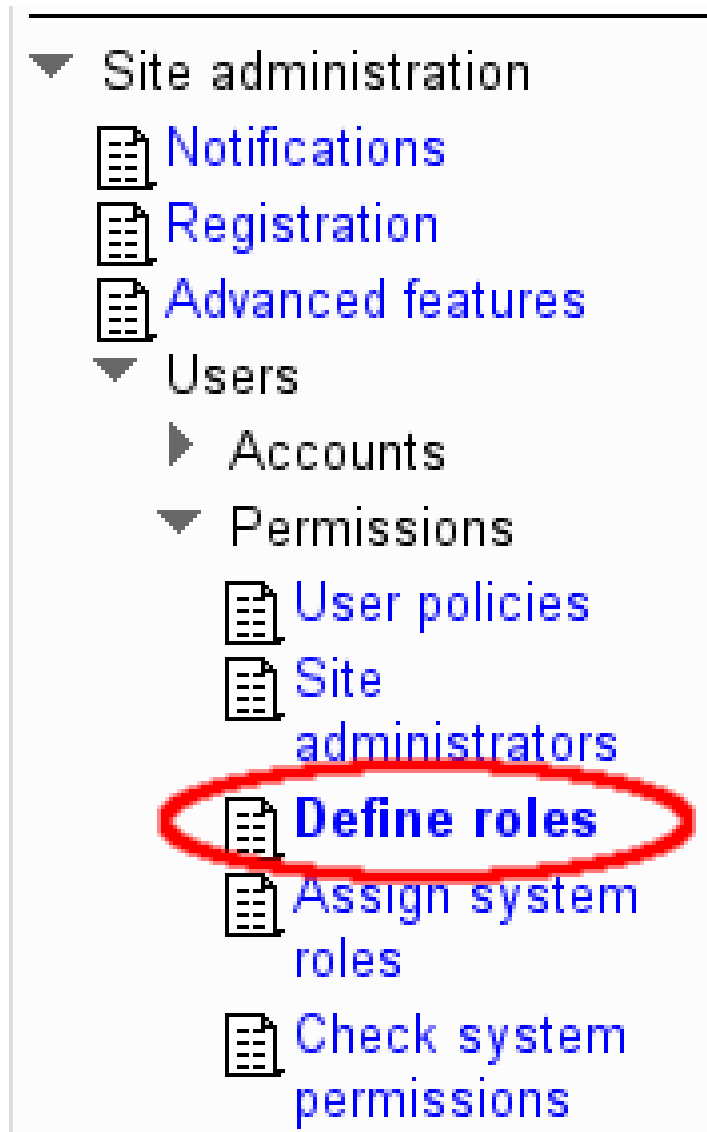 Site administration
Notifications
Registration
Advanced features
Users
Accounts
Permissions
User policies
Site
administrators
Define roles
Assign system
roles
Check system
permissions